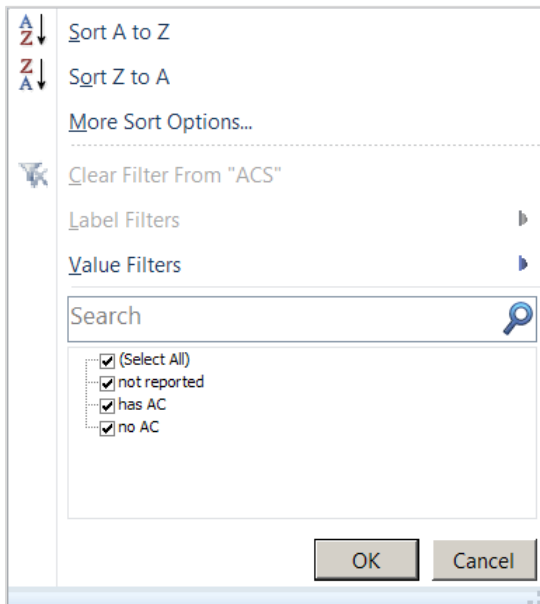 Sort A to Z
Sort Z to A
More Sort Options...
Clear Filter From "ACS"
Label Filters
Value Filters
Search
(Select All)
not reported
has AC
no AC
OK Cancel